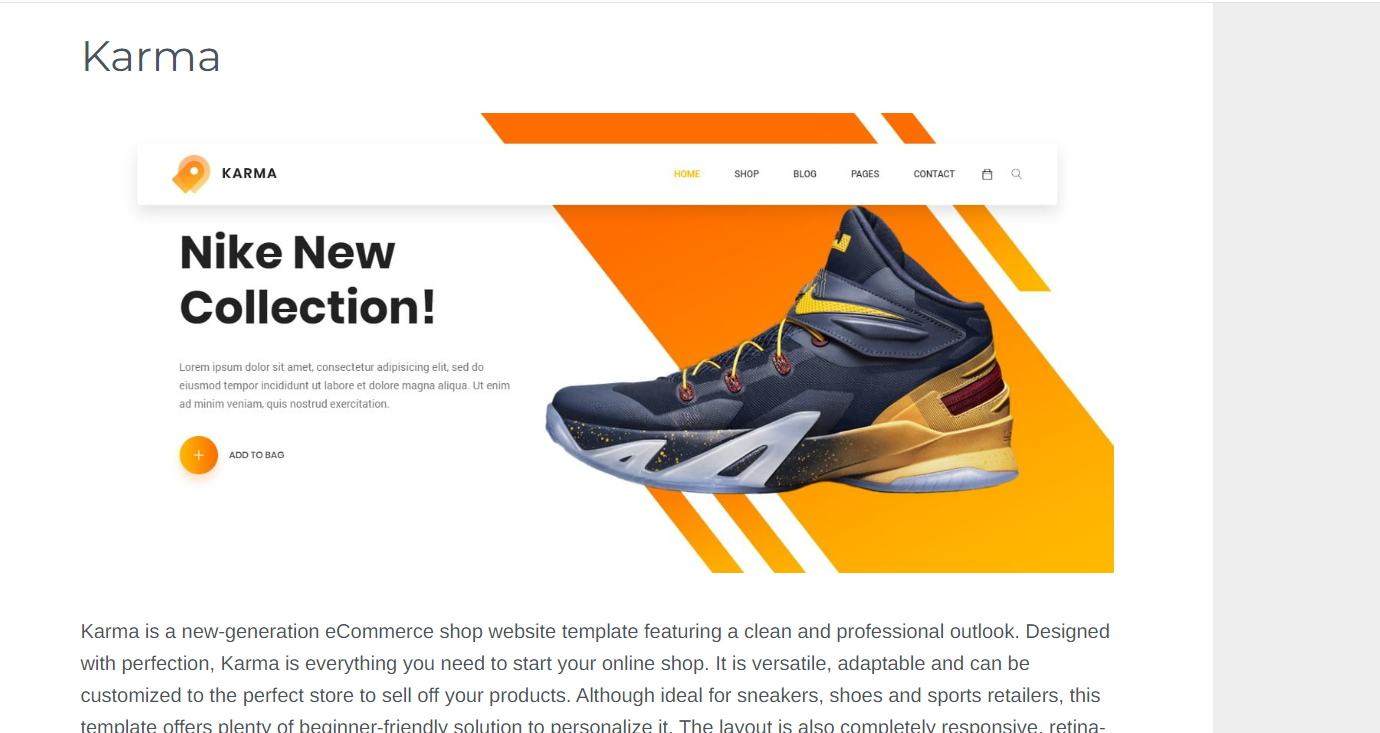 Karma
KARMA
HOME SHOP BLOG PAGES CONTACT
Nike New
Collection!
Lorem ipsum dolor sit amet, consectetur adipisicing elit, sed do
eiusmod tempor incididunt ut labore et dolore magna aliqua. Ut enim
ad minim veniam, quis nostrud exercitation.
ADD TO BAG
Karma is a new-generation eCommerce shop website template featuring a clean and professional outlook. Designed
with perfection, Karma is everything you need to start your online shop. It is versatile, adaptable and can be
customized to the perfect store to sell off your products. Although ideal for sneakers, shoes and sports retailers, this
template offers plenty of beginner-friendly solution to personalize it. The layout is also completely responsive, retina-